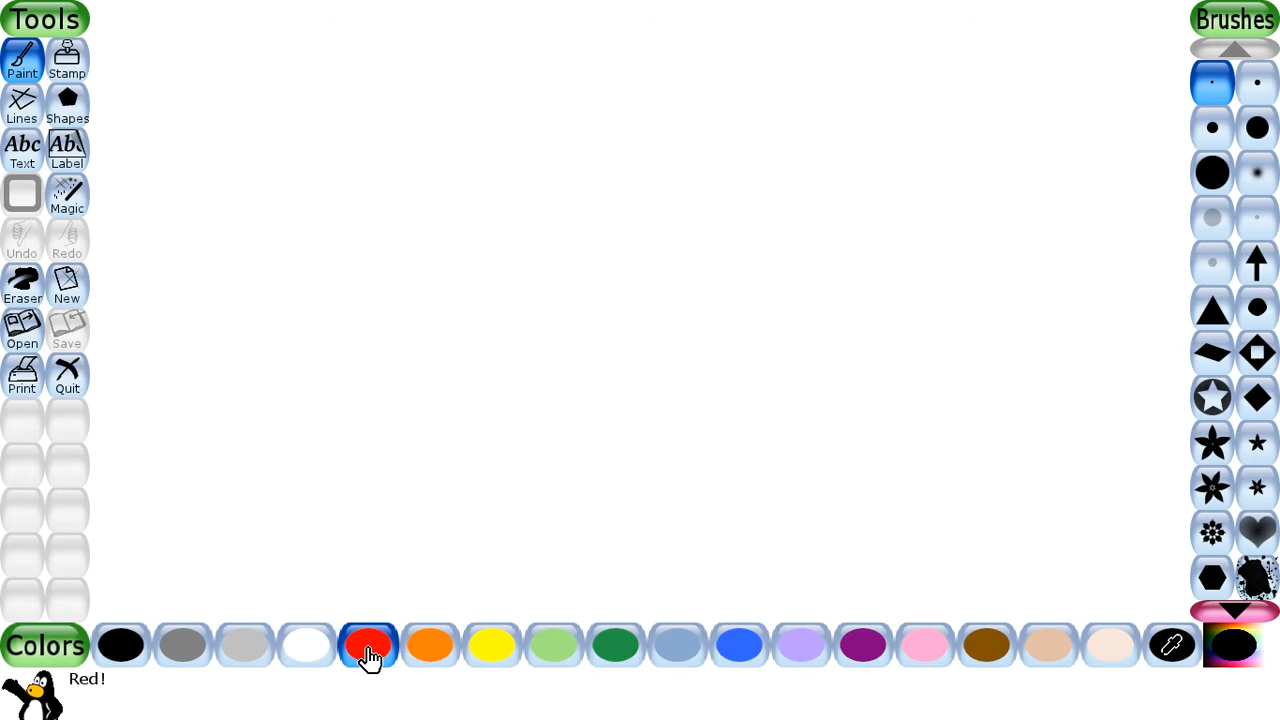 Tools
Brushes
Paint
Stamp
Lines
Shapes
Abc
Abc
Text
Label
Magic
Undo
Redo
Eraser
New
Open
Save
Print
Quit
Colors
Red!